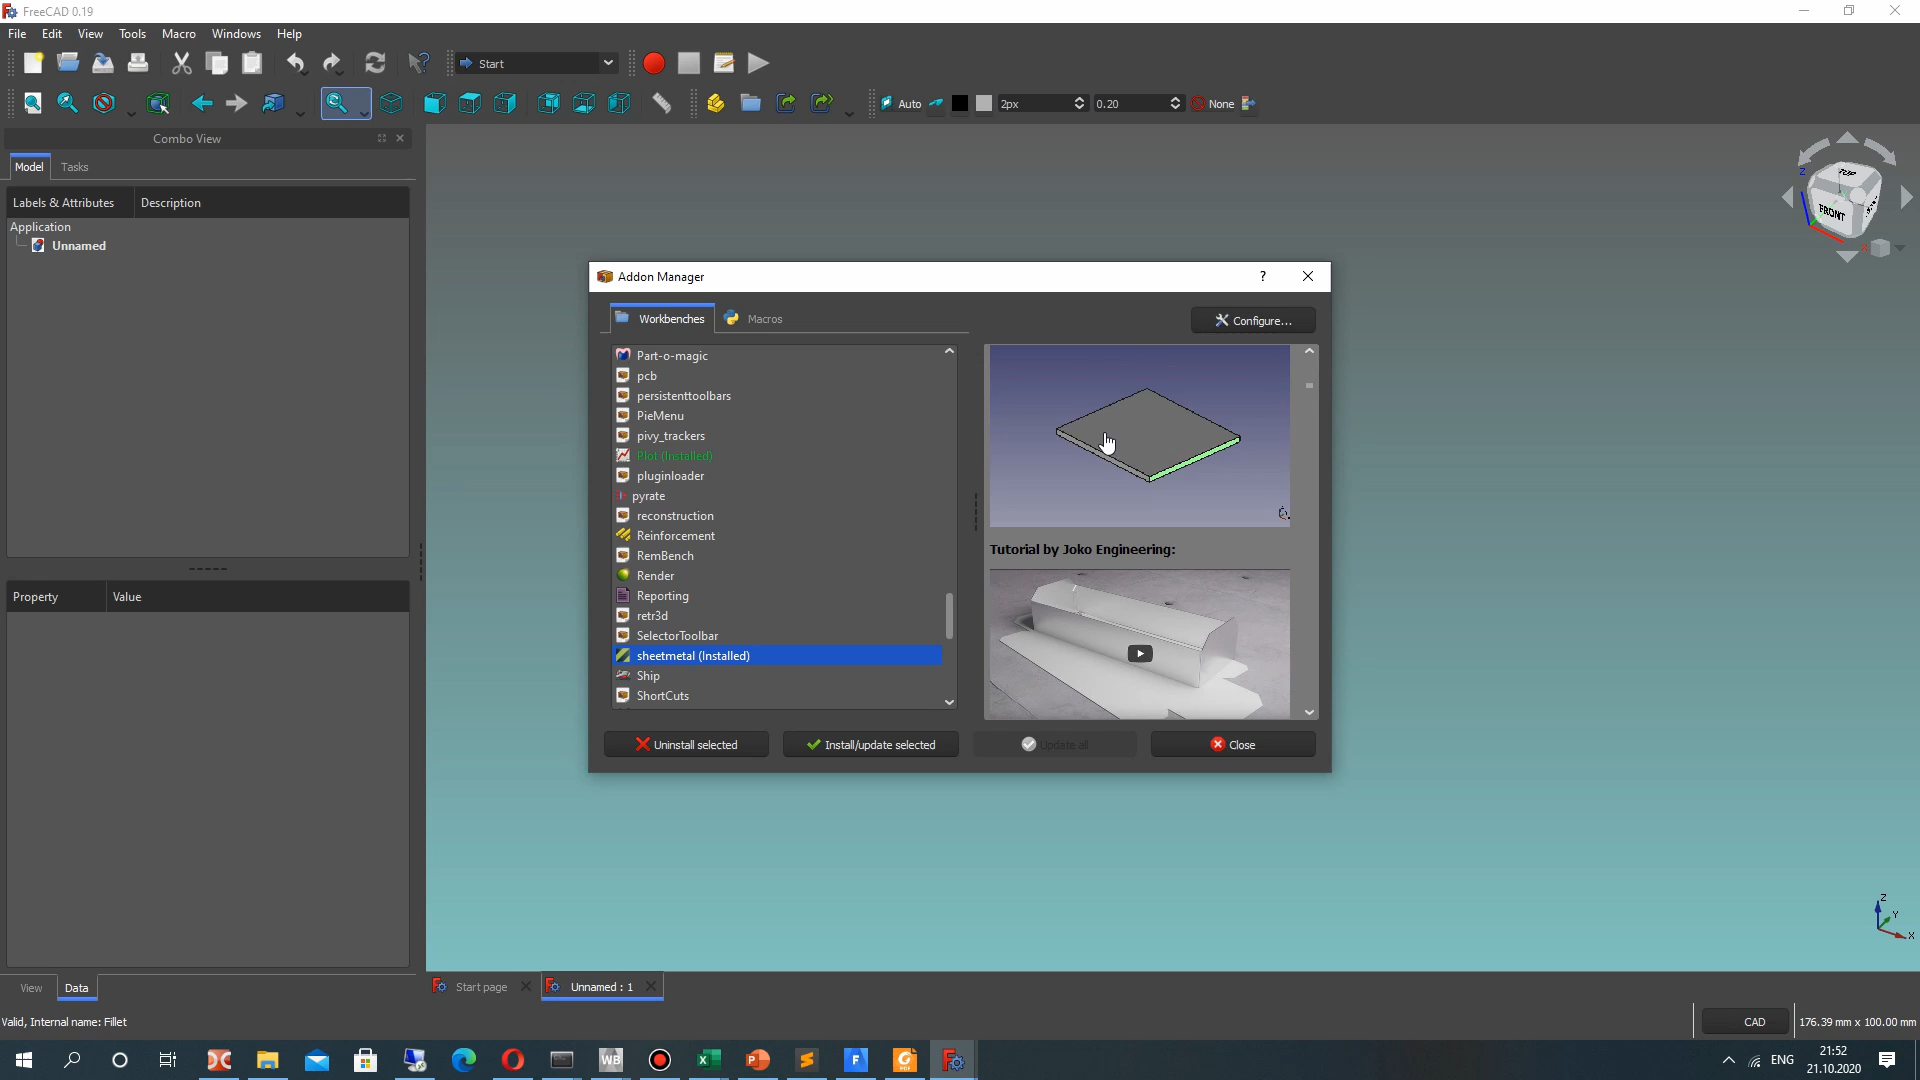 FreeCAD 0.19
File Edit View Tools Macro Windows Help
Start
Auto 2px 0.20 None
Combo View
Model Tasks
Labels & Attributes Description
Application
Unnamed
Property Value
View Data
Valid, Internal name: Fillet
Addon Manager
?
Workbenches Macros Configure...
Part-o-magic
pcb
persistenttoolbars
PieMenu
pivy_trackers
Plot (Installed)
pluginloader
pyrate
reconstruction
Reinforcement
RemBench
Render
Reporting
retr3d
SelectorToolbar
sheetmetal (Installed)
Ship
ShortCuts
Tutorial by Joko Engineering:
Uninstall selected Install/update selected Update all Close
TOP
FRONT
Z
Z
Y
X
Start page Unnamed : 1
CAD 176.39 mm x 100.00 mm
WB
F
ENG
21:52
21.10.2020